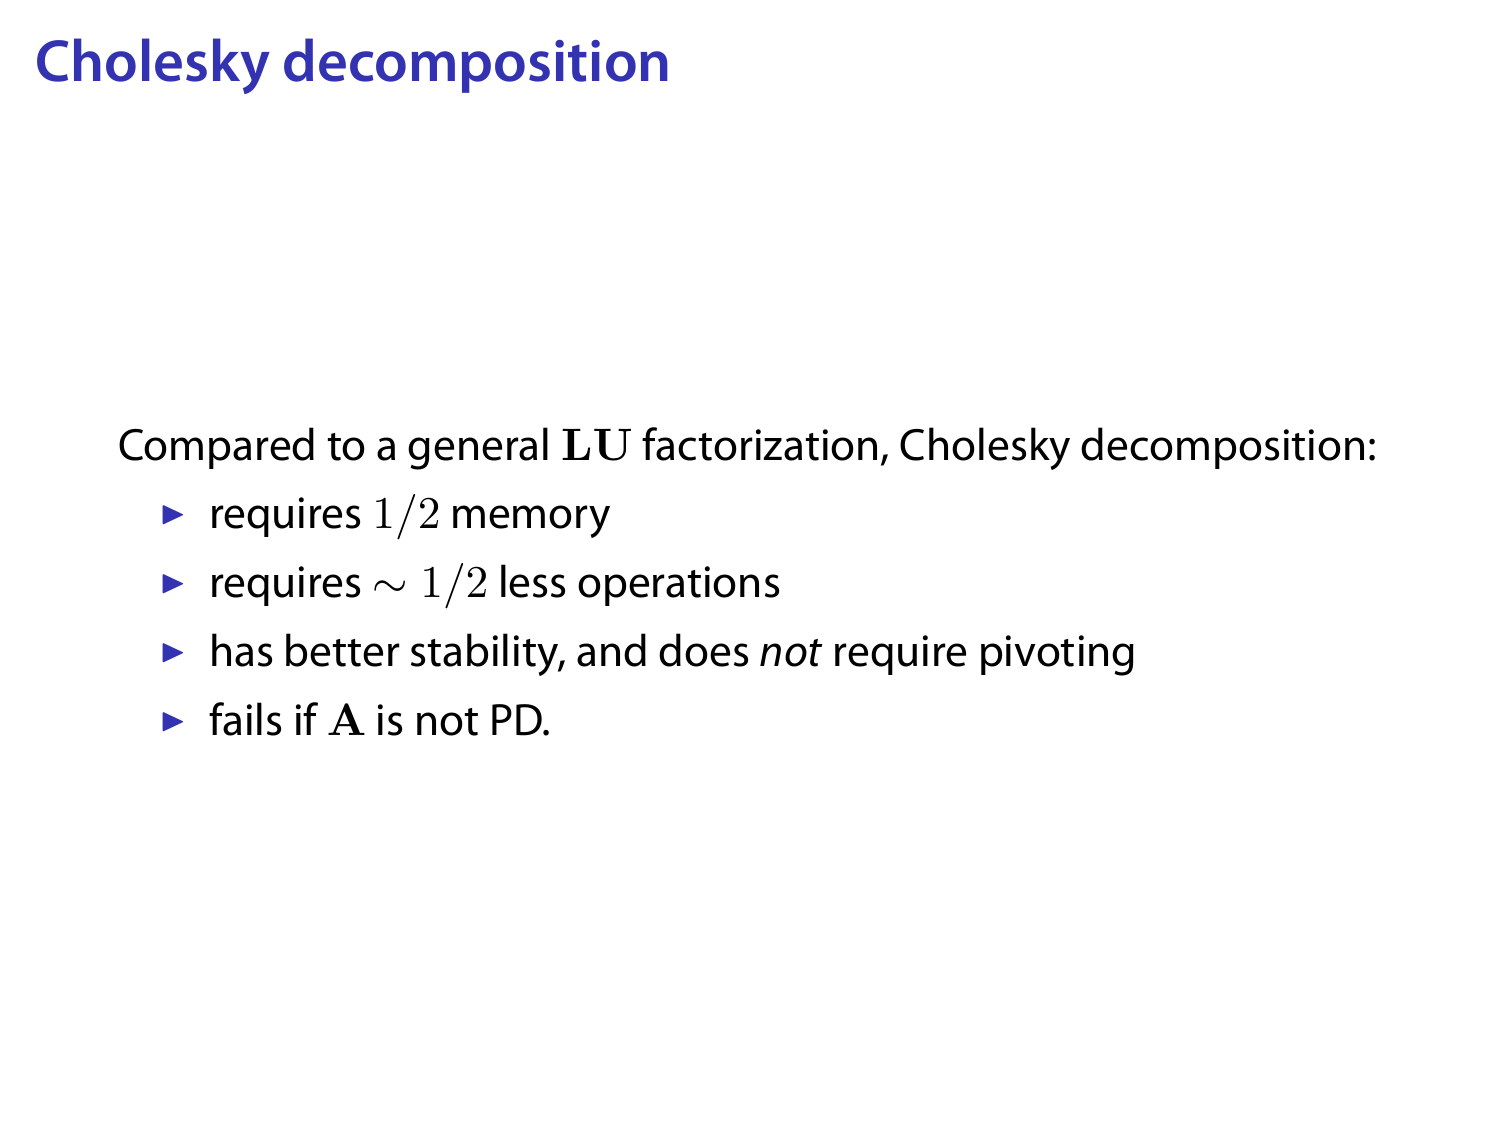 Cholesky decomposition
Compared to a general LU factorization, Cholesky decomposition:
▶ requires 1/2 memory
▶ requires ∼ 1/2 less operations
▶ has better stability, and does not require pivoting
▶ fails if A is not PD.